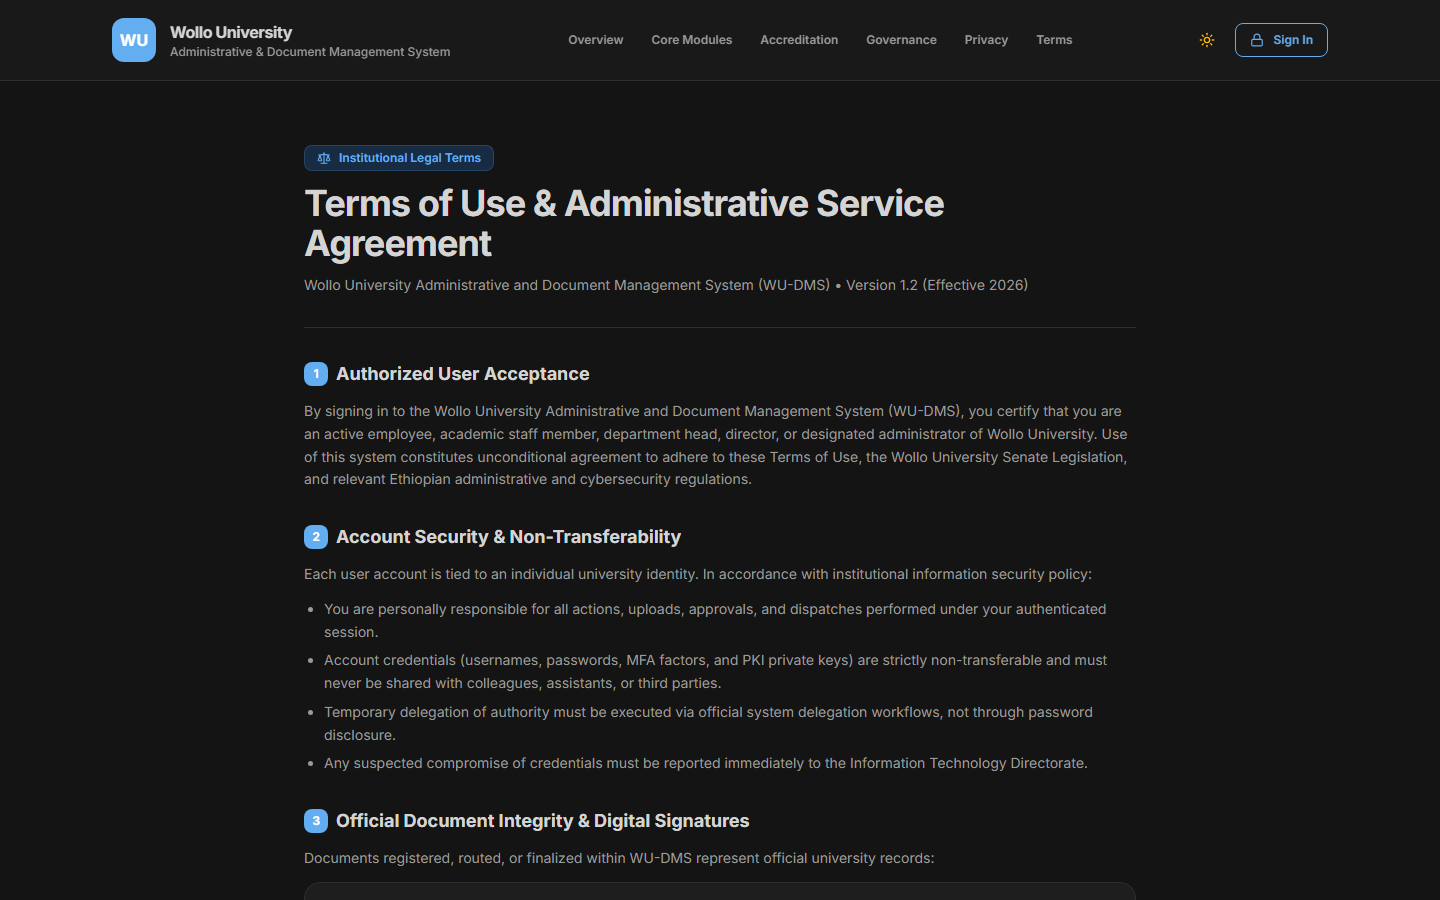 WU
Wollo University
Administrative & Document Management System
Overview
Core Modules
Accreditation
Governance
Privacy
Terms
Sign In
Institutional Legal Terms
Terms of Use & Administrative Service
Agreement
Wollo University Administrative and Document Management System (WU-DMS) • Version 1.2 (Effective 2026)
1 Authorized User Acceptance
By signing in to the Wollo University Administrative and Document Management System (WU-DMS), you certify that you are
an active employee, academic staff member, department head, director, or designated administrator of Wollo University. Use
of this system constitutes unconditional agreement to adhere to these Terms of Use, the Wollo University Senate Legislation,
and relevant Ethiopian administrative and cybersecurity regulations.
2 Account Security & Non-Transferability
Each user account is tied to an individual university identity. In accordance with institutional information security policy:
• You are personally responsible for all actions, uploads, approvals, and dispatches performed under your authenticated
session.
• Account credentials (usernames, passwords, MFA factors, and PKI private keys) are strictly non-transferable and must
never be shared with colleagues, assistants, or third parties.
• Temporary delegation of authority must be executed via official system delegation workflows, not through password
disclosure.
• Any suspected compromise of credentials must be reported immediately to the Information Technology Directorate.
3 Official Document Integrity & Digital Signatures
Documents registered, routed, or finalized within WU-DMS represent official university records: